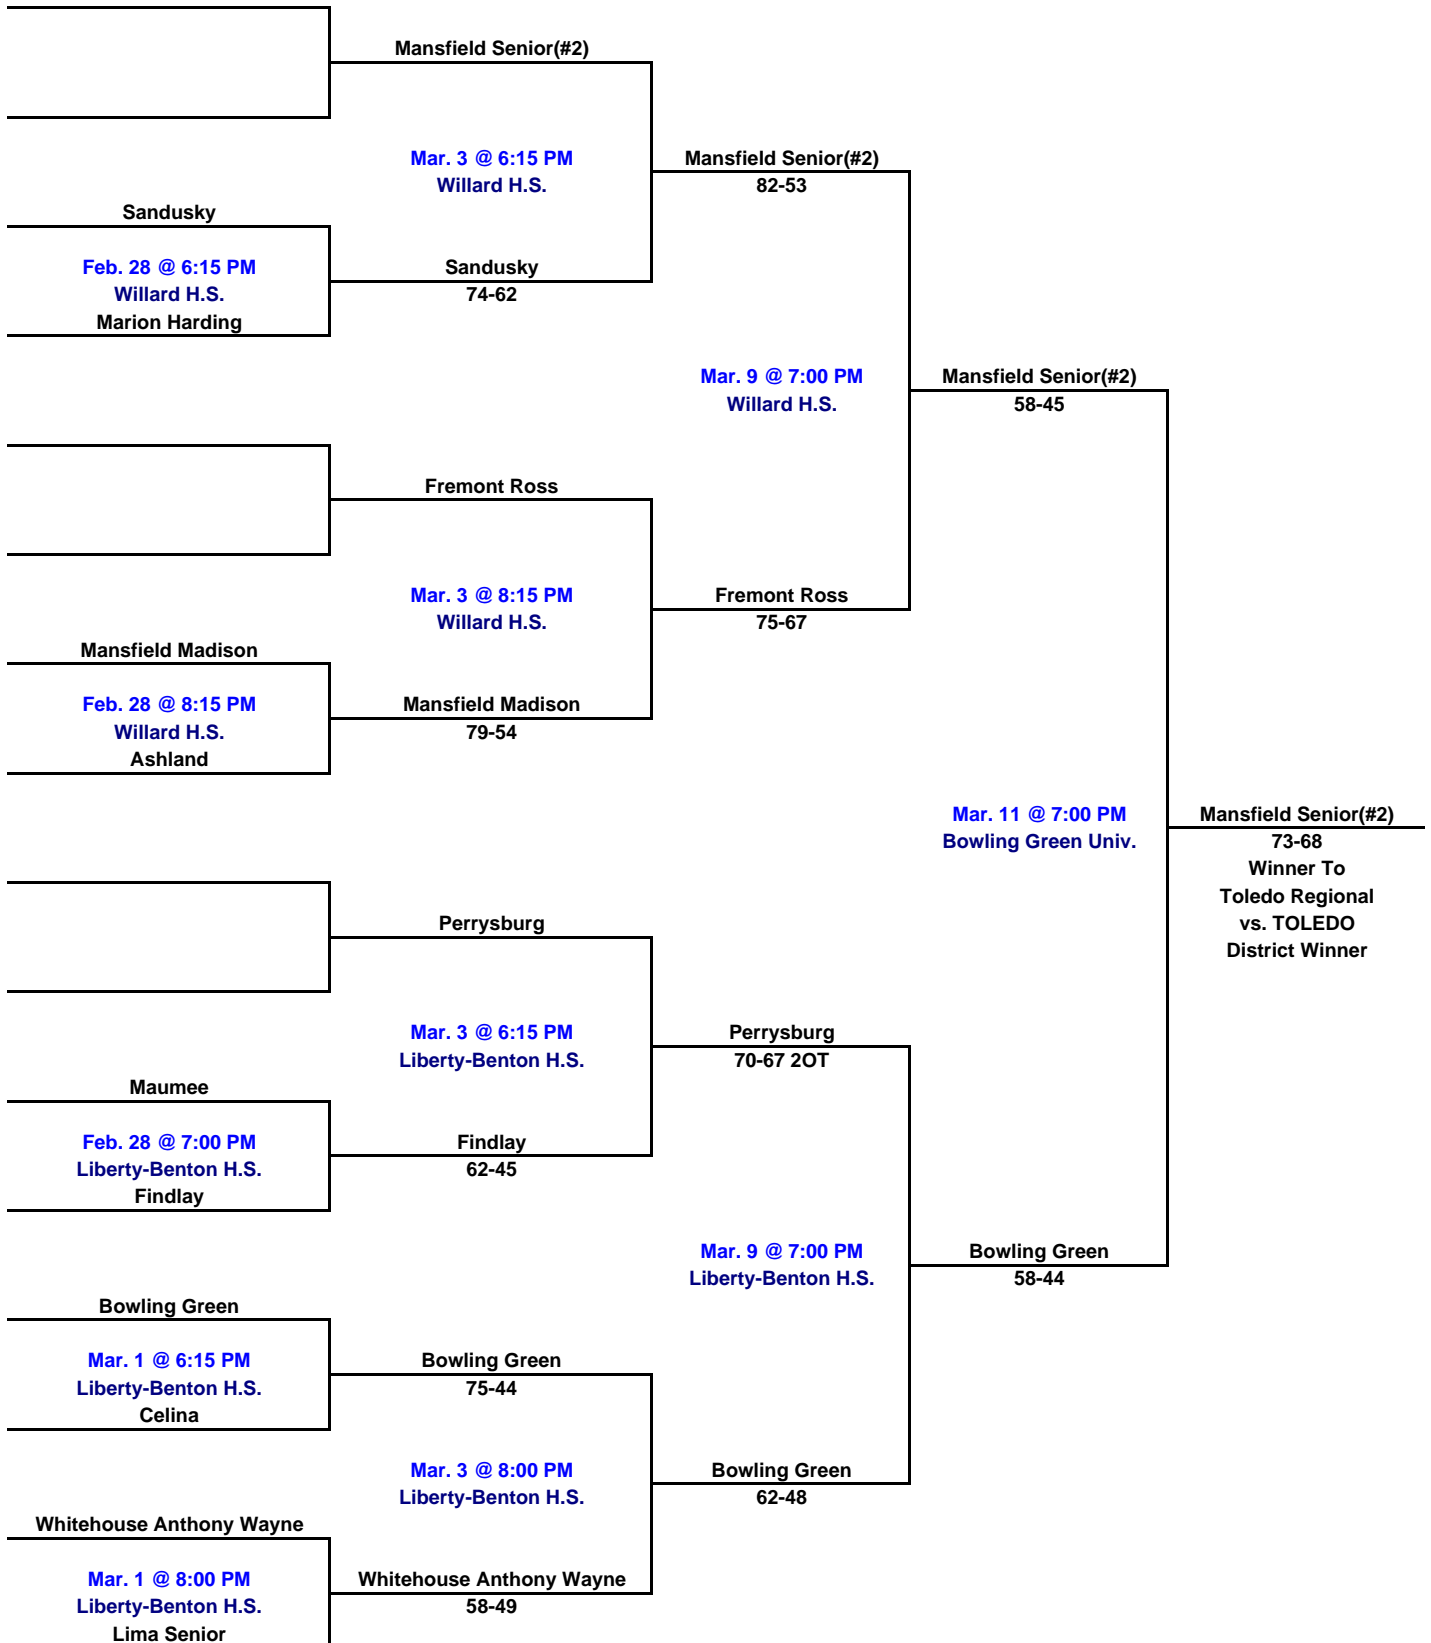 Mansfield Senior(#2)
Mar. 3 @ 6:15 PM
Willard H.S.
Mansfield Senior(#2)
82-53
Sandusky
Feb. 28 @ 6:15 PM
Willard H.S.
Marion Harding
Sandusky
74-62
Mar. 9 @ 7:00 PM
Willard H.S.
Mansfield Senior(#2)
58-45
Fremont Ross
Mar. 3 @ 8:15 PM
Willard H.S.
Fremont Ross
75-67
Mansfield Madison
Feb. 28 @ 8:15 PM
Willard H.S.
Ashland
Mansfield Madison
79-54
Mar. 11 @ 7:00 PM
Bowling Green Univ.
Mansfield Senior(#2)
73-68
Winner To
Toledo Regional
vs. TOLEDO
District Winner
Perrysburg
Mar. 3 @ 6:15 PM
Liberty-Benton H.S.
Perrysburg
70-67 2OT
Maumee
Feb. 28 @ 7:00 PM
Liberty-Benton H.S.
Findlay
Findlay
62-45
Mar. 9 @ 7:00 PM
Liberty-Benton H.S.
Bowling Green
58-44
Bowling Green
Mar. 1 @ 6:15 PM
Liberty-Benton H.S.
Celina
Bowling Green
75-44
Mar. 3 @ 8:00 PM
Liberty-Benton H.S.
Bowling Green
62-48
Whitehouse Anthony Wayne
Mar. 1 @ 8:00 PM
Liberty-Benton H.S.
Lima Senior
Whitehouse Anthony Wayne
58-49